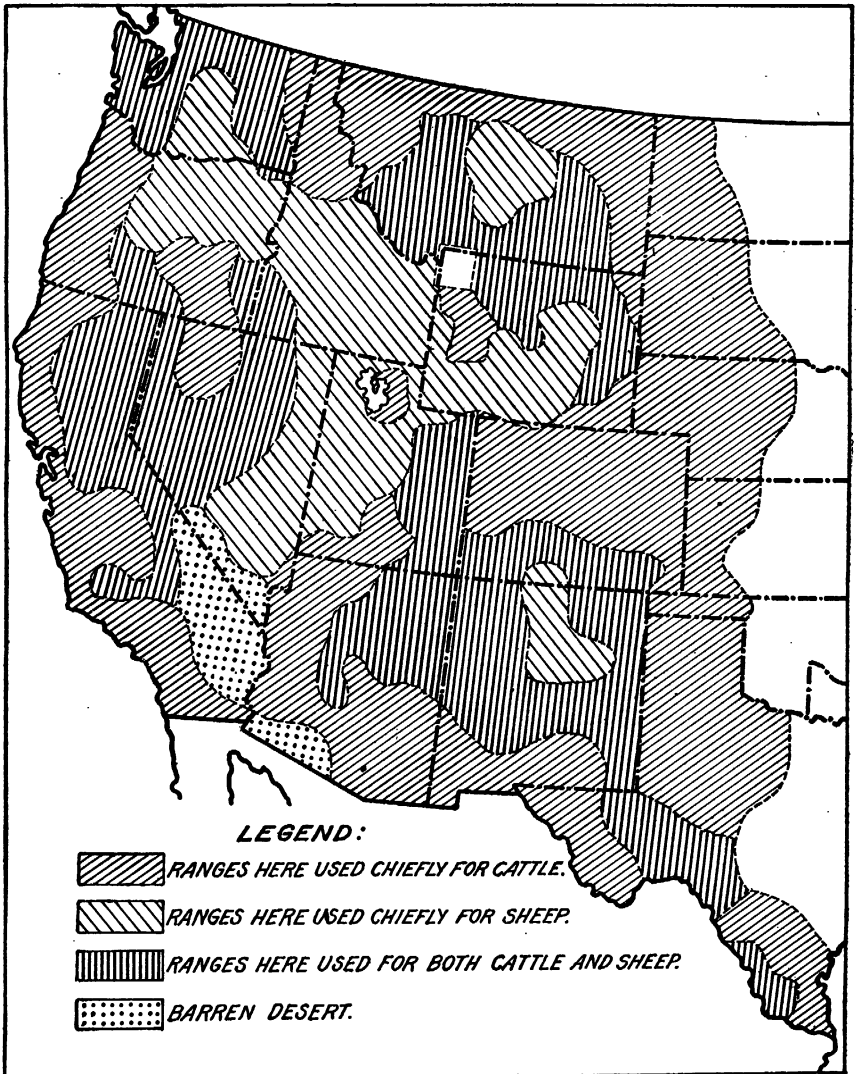 LEGEND:
RANGES HERE USED CHIEFLY FOR CATTLE.
RANGES HERE USED CHIEFLY FOR SHEEP.
RANGES HERE USED FOR BOTH CATTLE AND SHEEP.
BARREN DESERT.